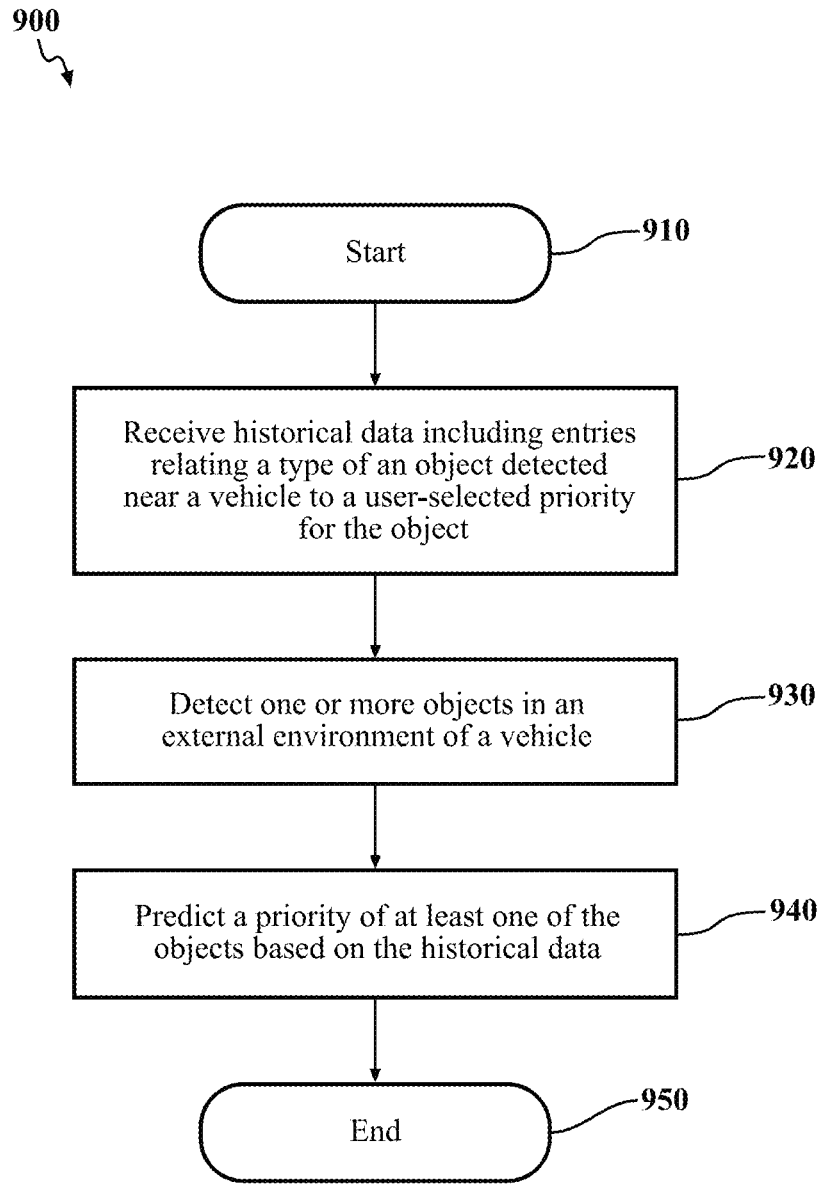 900
Start
910
Receive historical data including entries
relating a type of an object detected
near a vehicle to a user-selected priority
for the object
920
Detect one or more objects in an
external environment of a vehicle
930
Predict a priority of at least one of the
objects based on the historical data
940
End
950